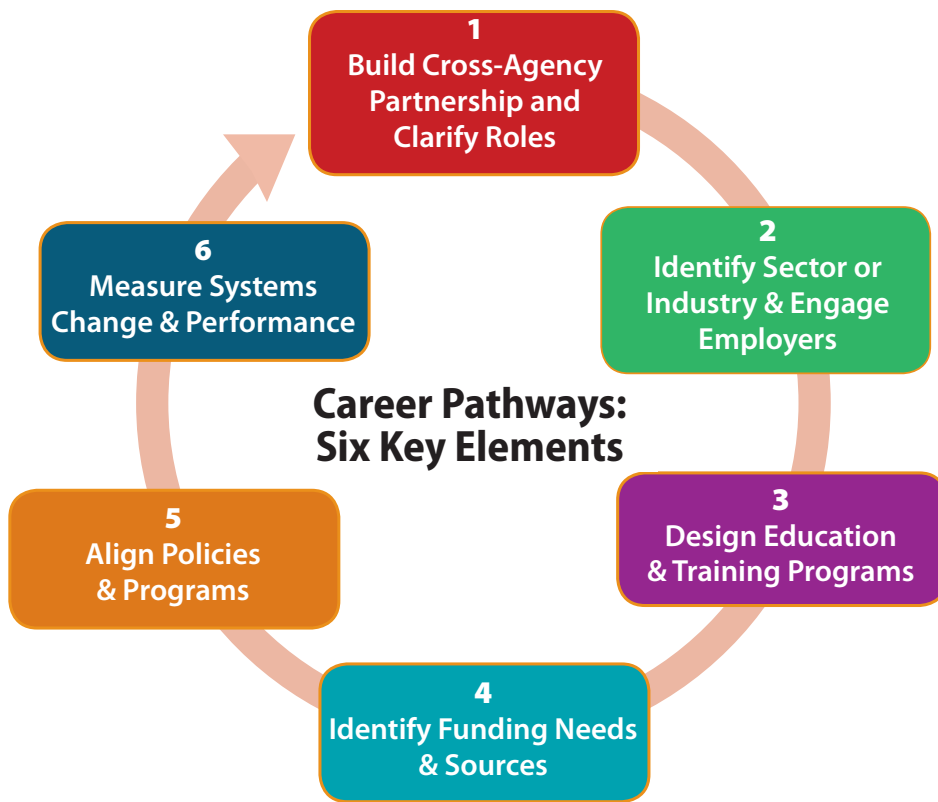 1
Build Cross-Agency
Partnership and
Clarify Roles
2
Identify Sector or
Industry & Engage
Employers
3
Design Education
& Training Programs
4
Identify Funding Needs
& Sources
5
Align Policies
& Programs
6
Measure Systems
Change & Performance
Career Pathways:
Six Key Elements